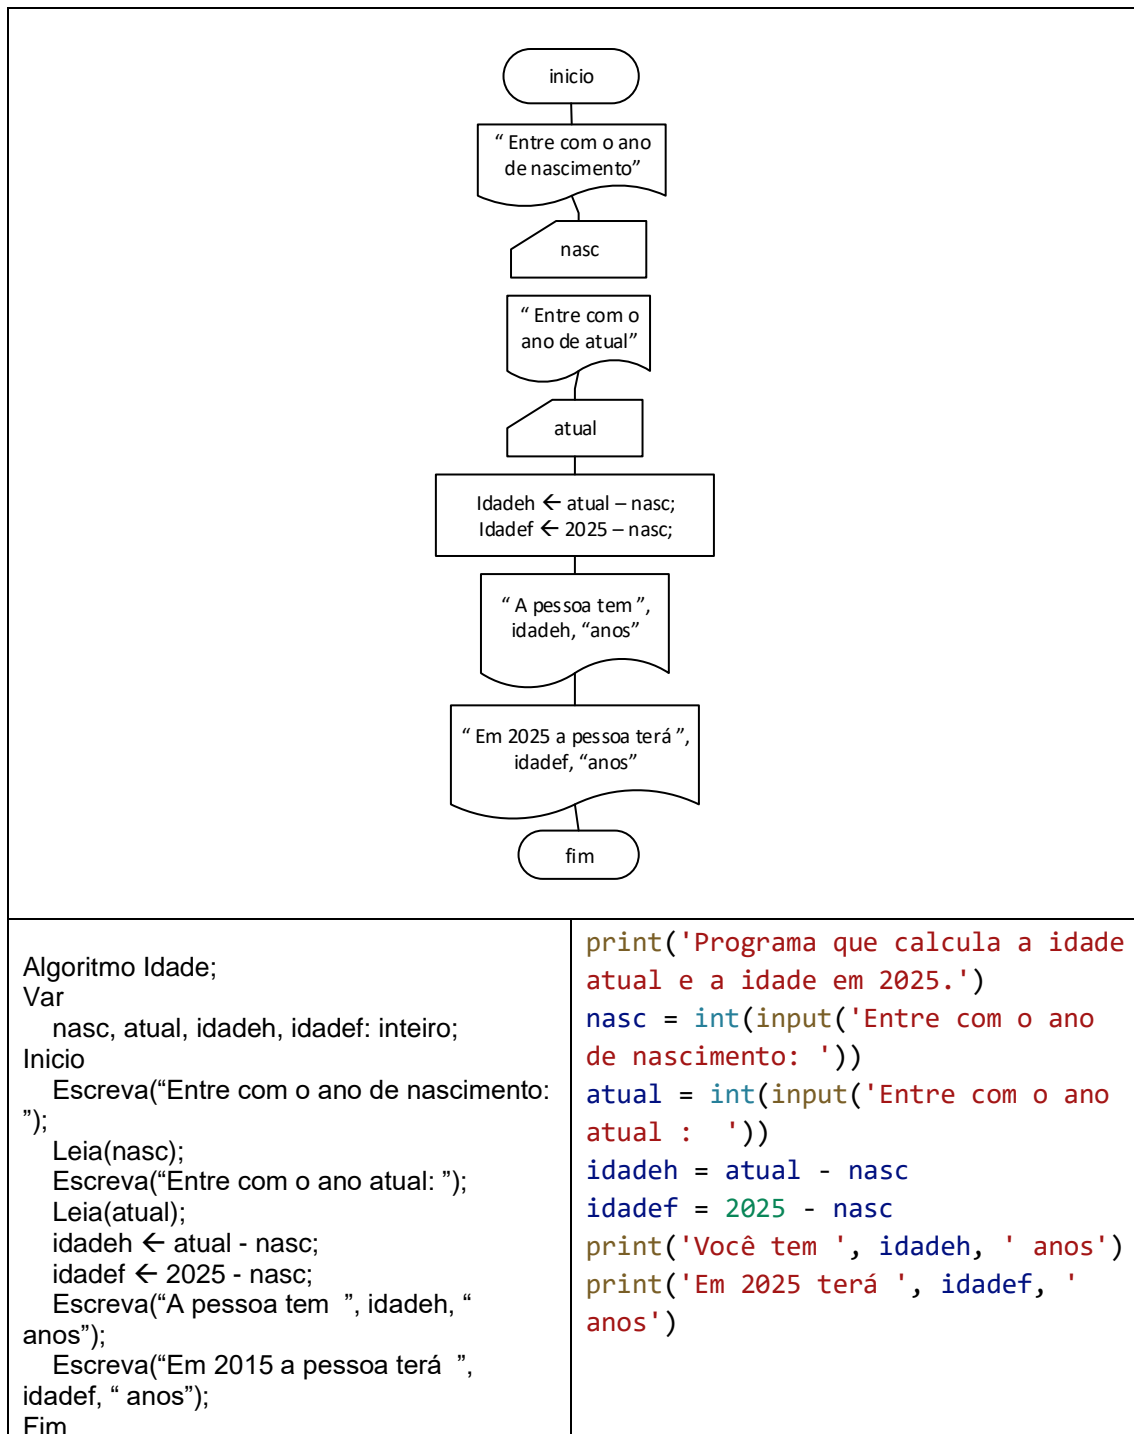 inicio
“ Entre com o ano
de nascimento”
nasc
“ Entre com o
ano de atual”
atual
Idadeh ← atual – nasc;
Idadef ← 2025 – nasc;
“ A pessoa tem ”,
idadeh, “anos”
“ Em 2025 a pessoa terá ”,
idadef, “anos”
fim
Algoritmo Idade;
Var
nasc, atual, idadeh, idadef: inteiro;
Inicio
Escreva(“Entre com o ano de nascimento:
”);
Leia(nasc);
Escreva(“Entre com o ano atual: ”);
Leia(atual);
idadeh ← atual - nasc;
idadef ← 2025 - nasc;
Escreva(“A pessoa tem  ”, idadeh, “
anos”);
Escreva(“Em 2015 a pessoa terá  ”,
idadef, “ anos”);
Fim
print('Programa que calcula a idade
atual e a idade em 2025.')
nasc = int(input('Entre com o ano
de nascimento: '))
atual = int(input('Entre com o ano
atual :  '))
idadeh = atual - nasc
idadef = 2025 - nasc
print('Você tem ', idadeh, ' anos')
print('Em 2025 terá ', idadef, '
anos')